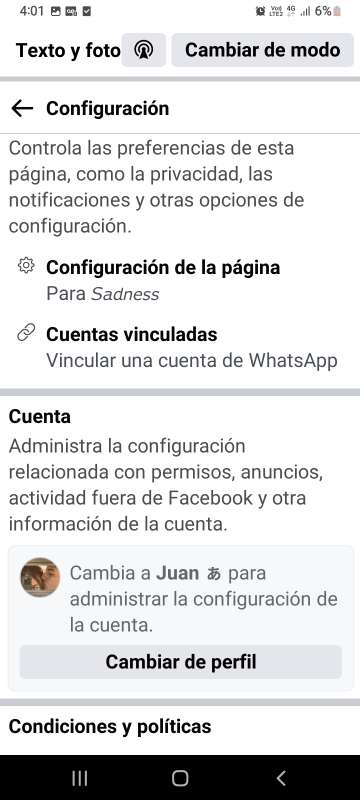 4:01 6%
Vo) 4G
LTE2
Texto y foto Cambiar de modo
Configuración
Controla las preferencias de esta
página, como la privacidad, las
notificaciones y otras opciones de
configuración.
Configuración de la página
Para 𝘚𝘢𝘥𝘯𝘦𝘴𝘴
Cuentas vinculadas
Vincular una cuenta de WhatsApp
Cuenta
Administra la configuración
relacionada con permisos, anuncios,
actividad fuera de Facebook y otra
información de la cuenta.
Cambia a Juan あ para
administrar la configuración de
la cuenta.
Cambiar de perfil
Condiciones y políticas